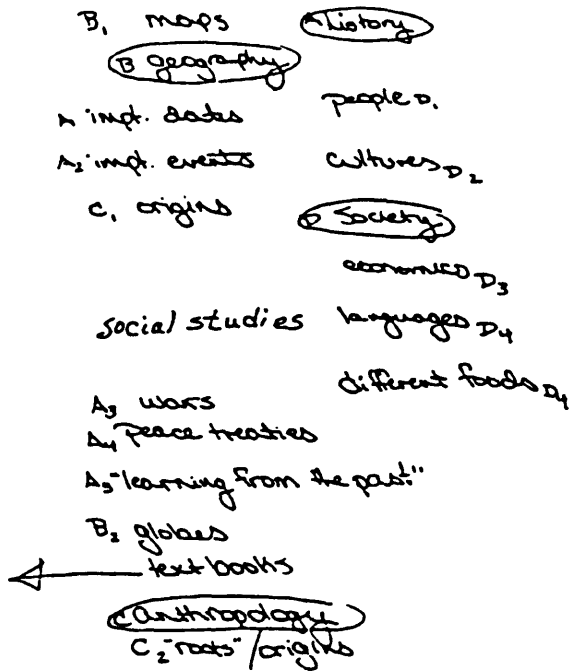 B₁ maps A History
B geography
people D₁
A impt. dates
A₂ impt. events cultures D₂
C₁ origins D Society
economics D₃
social studies languages D₄
different foods D₄
A₃ wars
A₄ Peace treaties
A₅ "learning from the past"
B₂ globes
textbooks
C anthropology
C₂ "roots"/origins